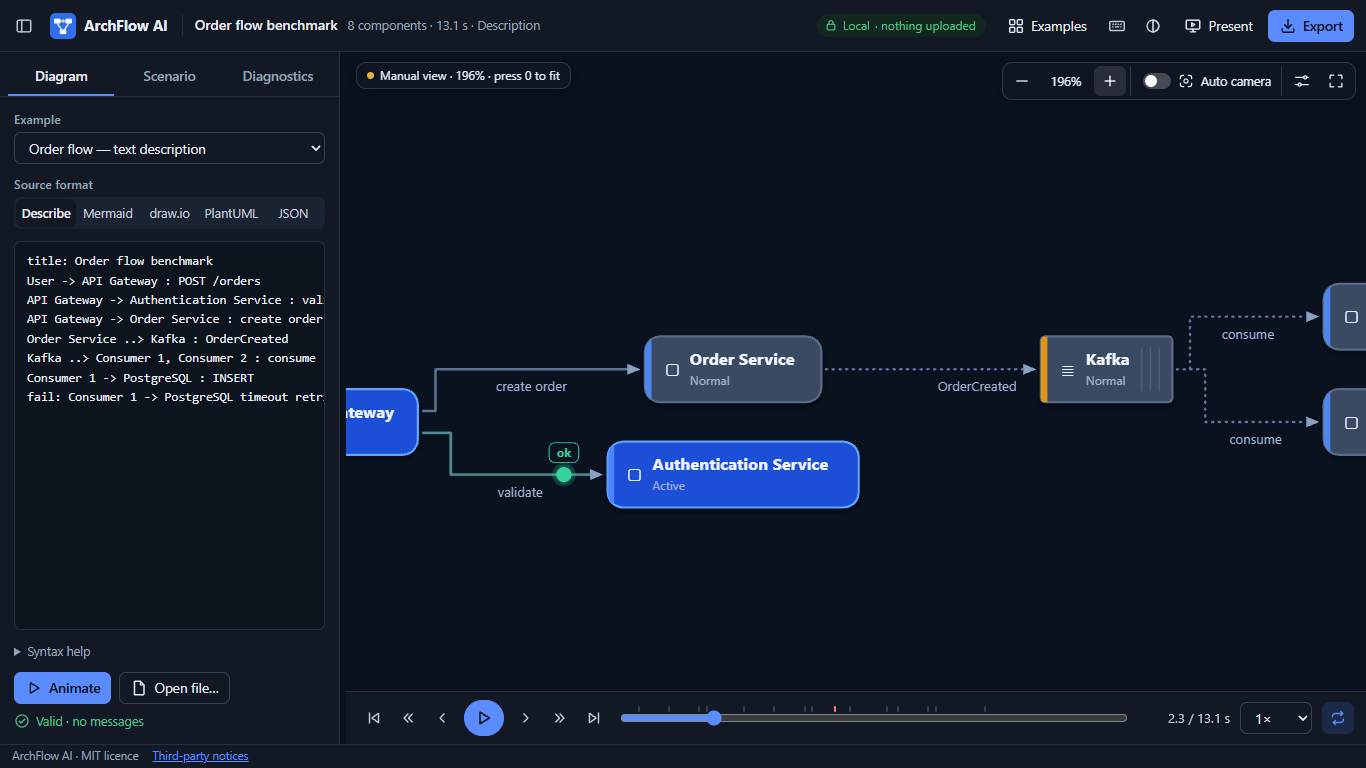 ArchFlow AI
Order flow benchmark
8 components · 13.1 s · Description
Local · nothing uploaded
Examples
Present
Export
Diagram
Scenario
Diagnostics
Manual view · 196% · press 0 to fit
196%
Auto camera
Example
Order flow — text description
Source format
Describe
Mermaid
draw.io
PlantUML
JSON
title: Order flow benchmark
User -> API Gateway : POST /orders
API Gateway -> Authentication Service : val
API Gateway -> Order Service : create order
Order Service ..> Kafka : OrderCreated
Kafka ..> Consumer 1, Consumer 2 : consume
Consumer 1 -> PostgreSQL : INSERT
fail: Consumer 1 -> PostgreSQL timeout retr
Order Service
Normal
Kafka
Normal
consume
create order
OrderCreated
teway
ok
consume
Authentication Service
Active
validate
Syntax help
Animate
Open file...
Valid · no messages
2.3 / 13.1 s
1×
ArchFlow AI · MIT licence
Third-party notices